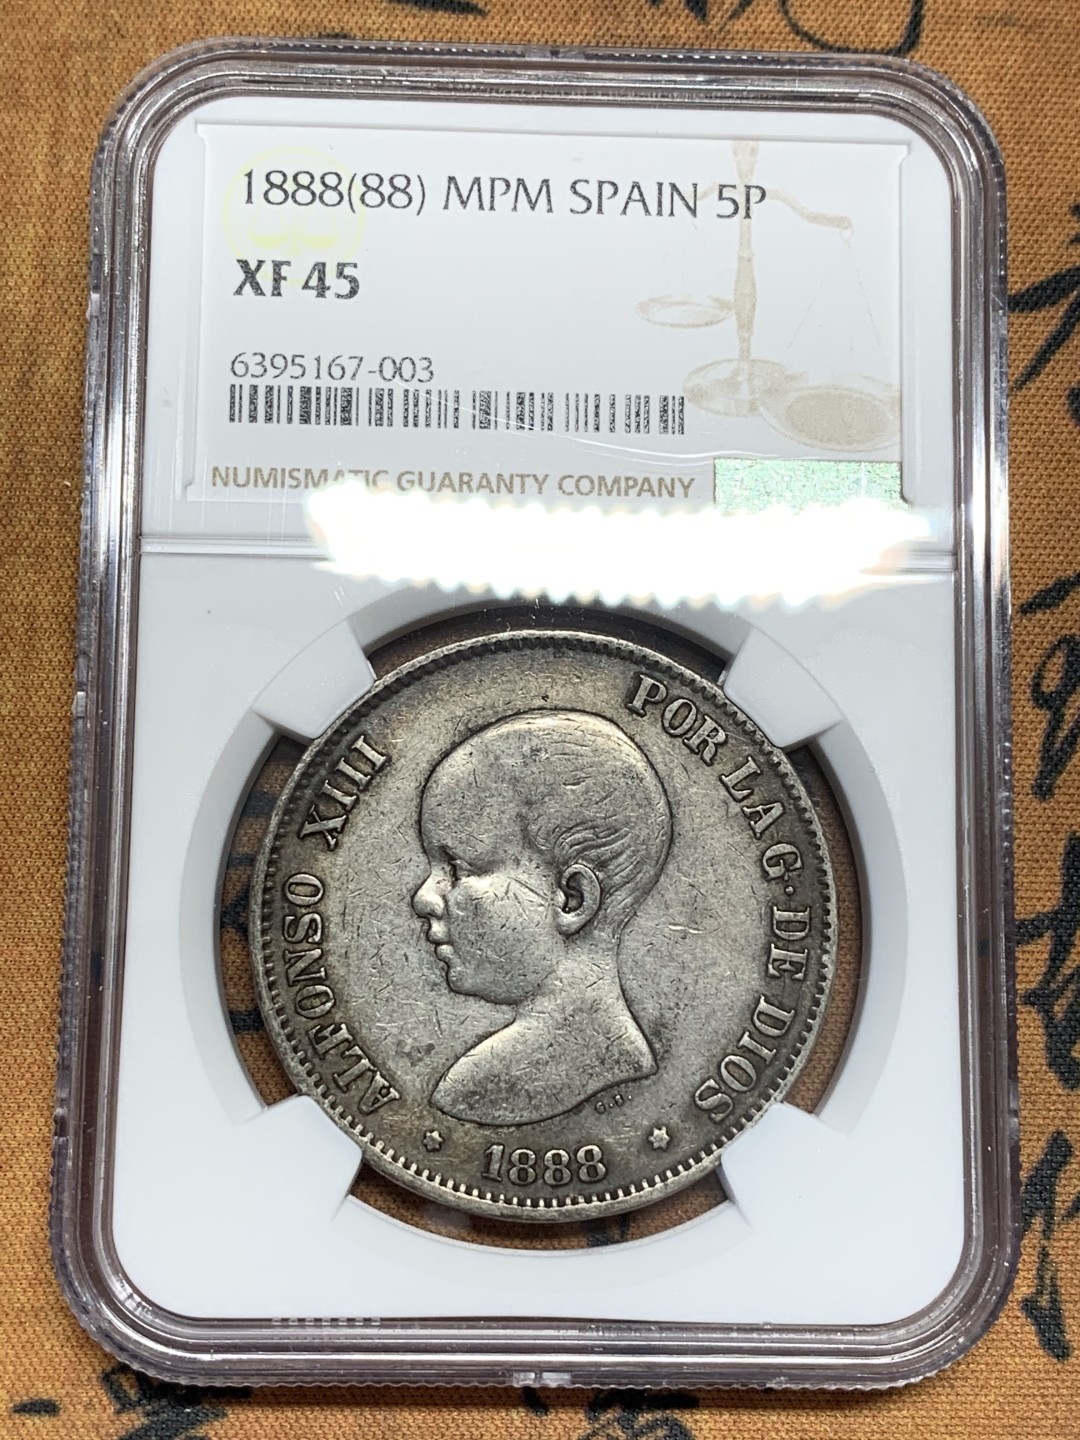 1888(88) MPM SPAIN 5P
XF 45
6395167-003
NUMISMATIC GUARANTY COMPANY
ALFONSO XIII
POR LA G· DE DIOS
G.S.
* 1888 *